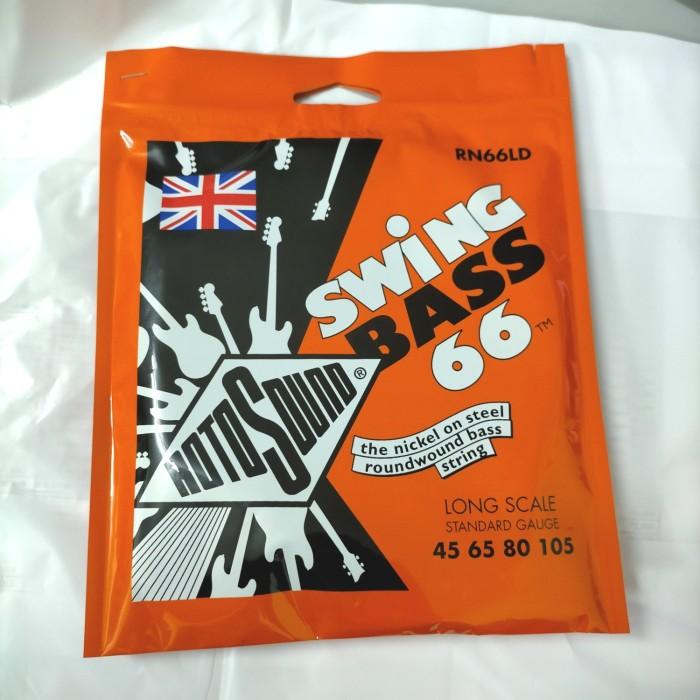 RN66LD
SWiNG
BASS
66™
ROTOSOUND®
the nickel on steel
roundwound bass
string
LONG SCALE
STANDARD GAUGE
45 65 80 105